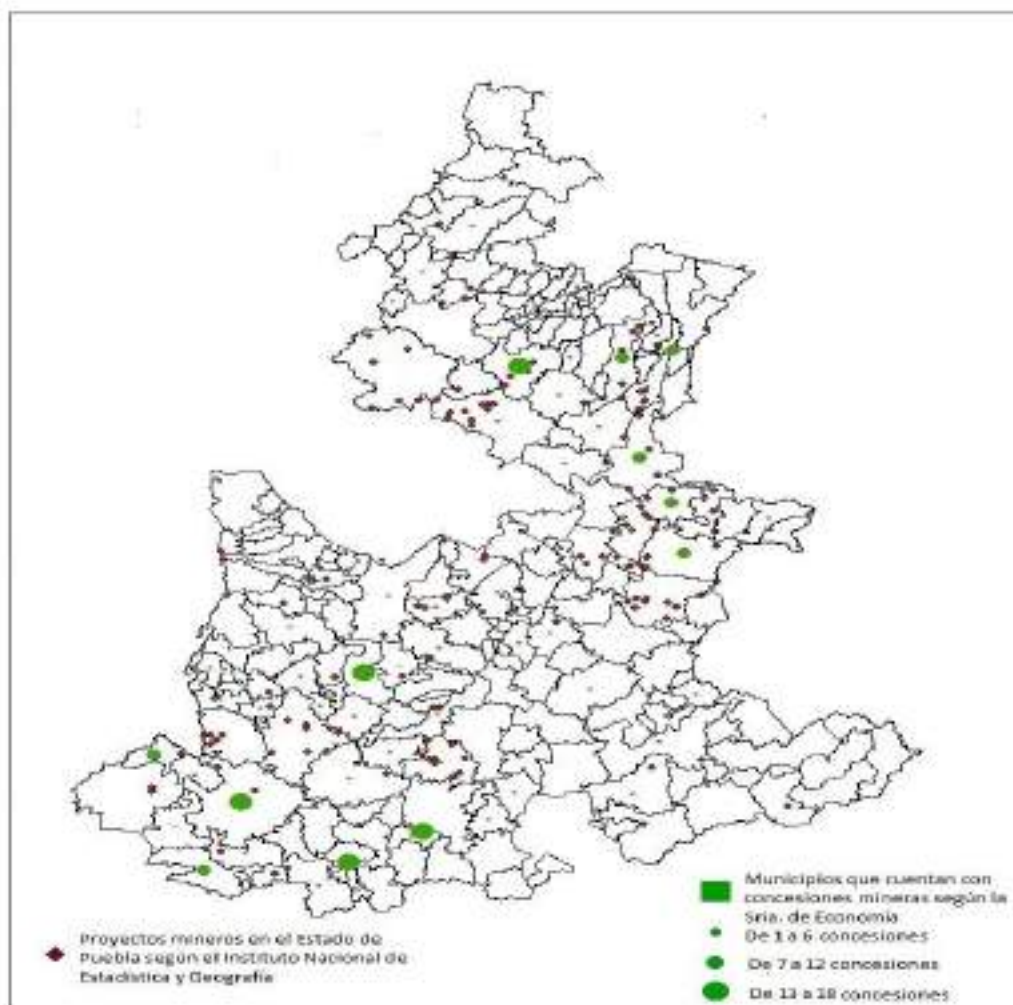 Municipios que cuentan con
concesiones mineras según la
Sria. de Economía
De 1 a 6 concesiones
De 7 a 12 concesiones
De 13 a 18 concesiones
Proyectos mineros en el Estado de
Puebla según el Instituto Nacional de
Estadística y Geografía